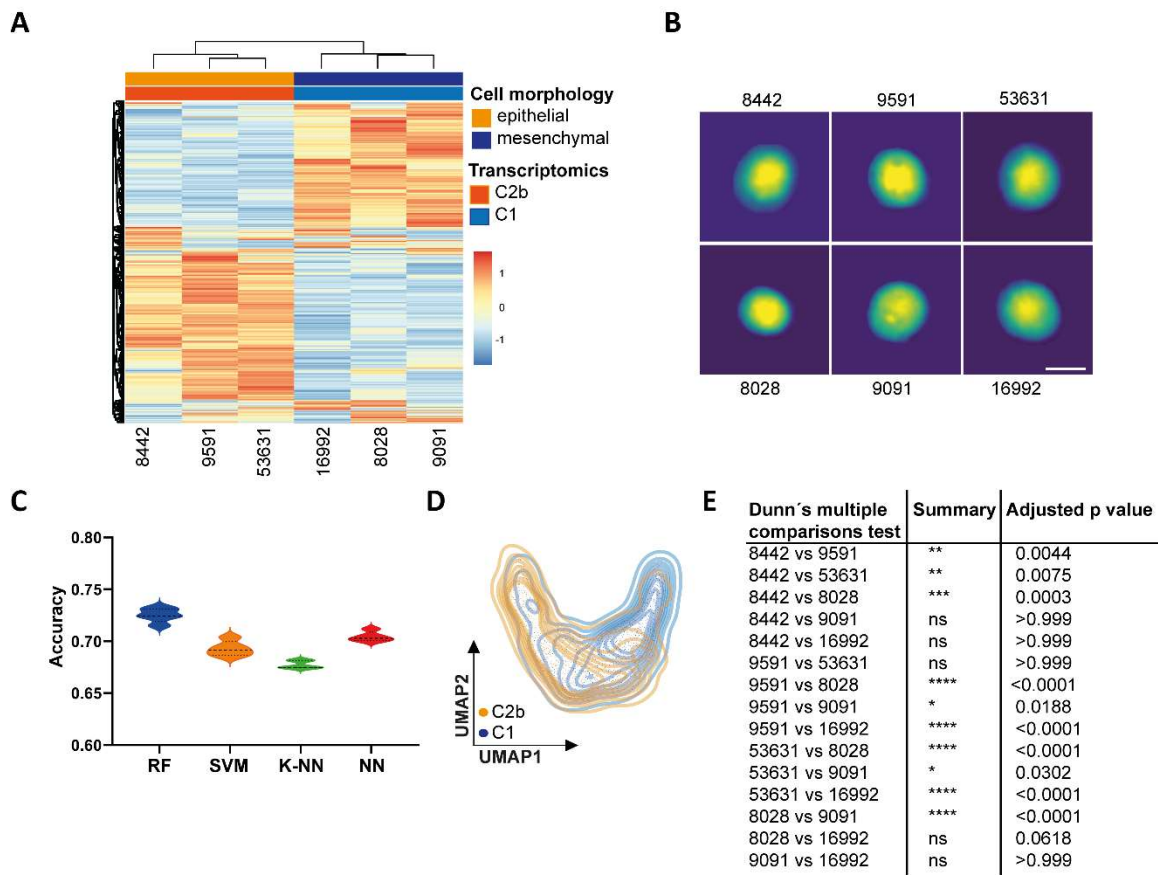 A
Cell morphology
epithelial
mesenchymal
Transcriptomics
C2b
C1
1
0
-1
8442
9591
53631
16992
8028
9091
B
8442 9591 53631
8028 9091 16992
C
Accuracy
0.80
0.75
0.70
0.65
0.60
RF SVM K-NN NN
D
UMAP2
C2b
C1
UMAP1
E
Dunn´s multiple comparisons test Summary Adjusted p value
8442 vs 9591 ** 0.0044
8442 vs 53631 ** 0.0075
8442 vs 8028 *** 0.0003
8442 vs 9091 ns >0.999
8442 vs 16992 ns >0.999
9591 vs 53631 ns >0.999
9591 vs 8028 **** <0.0001
9591 vs 9091 * 0.0188
9591 vs 16992 **** <0.0001
53631 vs 8028 **** <0.0001
53631 vs 9091 * 0.0302
53631 vs 16992 **** <0.0001
8028 vs 9091 **** <0.0001
8028 vs 16992 ns 0.0618
9091 vs 16992 ns >0.999